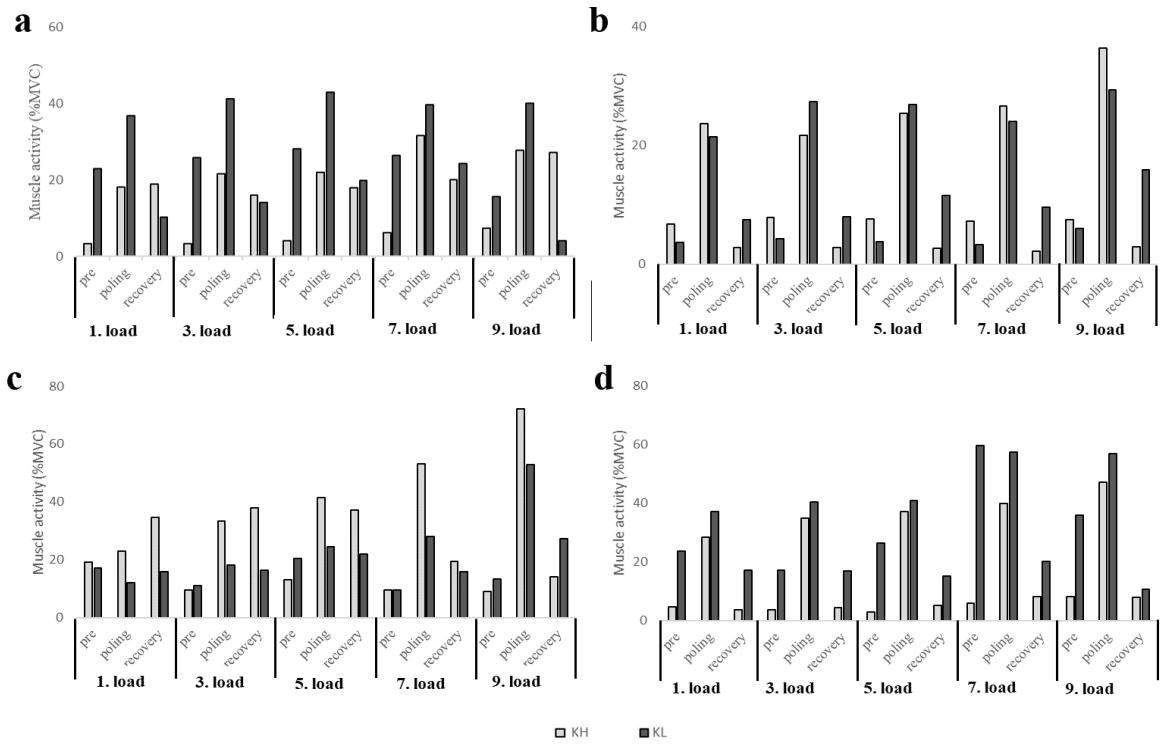 a
Muscle activity (%MVC)
60
40
20
0
pre poling recovery pre poling recovery pre poling recovery pre poling recovery pre poling recovery
1. load 3. load 5. load 7. load 9. load
b
Muscle activity (%MVC)
40
20
0
pre poling recovery pre poling recovery pre poling recovery pre poling recovery pre poling recovery
1. load 3. load 5. load 7. load 9. load
c
Muscle activity (%MVC)
80
60
40
20
0
pre poling recovery pre poling recovery pre poling recovery pre poling recovery pre poling recovery
1. load 3. load 5. load 7. load 9. load
d
Muscle activity (%MVC)
80
60
40
20
0
pre poling recovery pre poling recovery pre poling recovery pre poling recovery pre poling recovery
1. load 3. load 5. load 7. load 9. load
KH KL